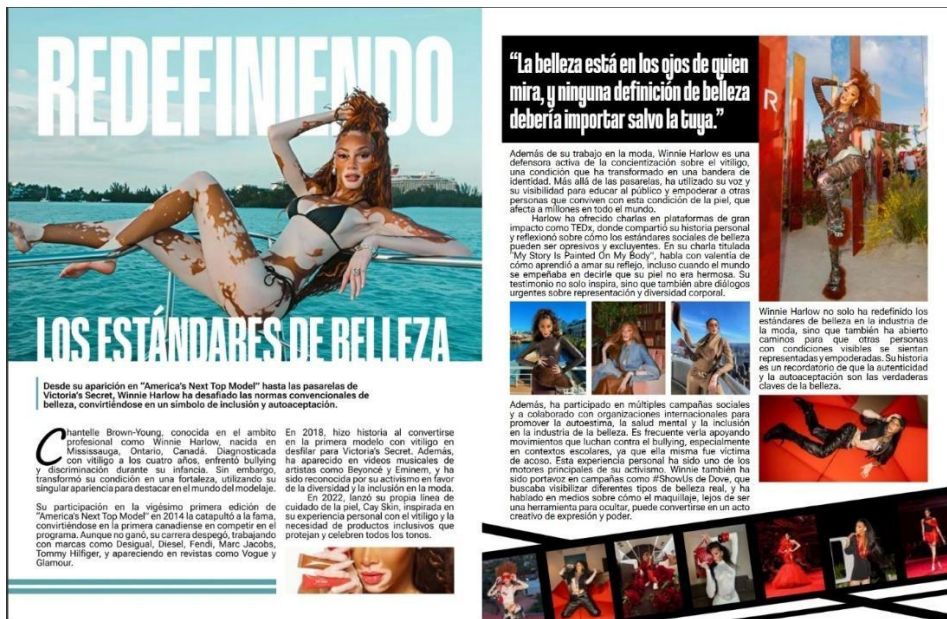 REDEFINIENDO
LOS ESTÁNDARES DE BELLEZA
Desde su aparición en "America's Next Top Model" hasta las pasarelas de
Victoria's Secret, Winnie Harlow ha desafiado las normas convencionales de
belleza, convirtiéndose en un símbolo de inclusión y autoaceptación.
Chantelle Brown-Young, conocida en el ambito
profesional como Winnie Harlow, nacida en
Mississauga, Ontario, Canadá. Diagnosticada
con vitiligo a los cuatro años, enfrentó bullying
y discriminación durante su infancia. Sin embargo,
transformó su condición en una fortaleza, utilizando su
singular apariencia para destacar en el mundo del modelaje.
Su participación en la vigésimo primera edición de
"America's Next Top Model" en 2014 la catapultó a la fama,
convirtiéndose en la primera canadiense en competir en el
programa. Aunque no ganó, su carrera despegó, trabajando
con marcas como Desigual, Diesel, Fendi, Marc Jacobs,
Tommy Hilfiger, y apareciendo en revistas como Vogue y
Glamour.
En 2018, hizo historia al convertirse
en la primera modelo con vitiligo en
desfilar para Victoria's Secret. Además,
ha aparecido en videos musicales de
artistas como Beyoncé y Eminem, y ha
sido reconocida por su activismo en favor
de la diversidad y la inclusión en la moda.
En 2022, lanzó su propia línea de
cuidado de la piel, Cay Skin, inspirada en
su experiencia personal con el vitiligo y la
necesidad de productos inclusivos que
protejan y celebren todos los tonos.
"La belleza está en los ojos de quien
mira, y ninguna definición de belleza
debería importar salvo la tuya."
R
Además de su trabajo en la moda, Winnie Harlow es una
defensora activa de la concientización sobre el vitíligo,
una condición que ha transformado en una bandera de
identidad. Más allá de las pasarelas, ha utilizado su voz y
su visibilidad para educar al público y empoderar a otras
personas que conviven con esta condición de la piel, que
afecta a millones en todo el mundo.
Harlow ha ofrecido charlas en plataformas de gran
impacto como TEDx, donde compartió su historia personal
y reflexionó sobre cómo los estándares sociales de belleza
pueden ser opresivos y excluyentes. En su charla titulada
"My Story Is Painted On My Body", habla con valentía de
cómo aprendió a amar su reflejo, incluso cuando el mundo
se empeñaba en decirle que su piel no era hermosa. Su
testimonio no solo inspira, sino que también abre diálogos
urgentes sobre representación y diversidad corporal.
Winnie Harlow no solo ha redefinido los
estándares de belleza en la industria de
la moda, sino que también ha abierto
caminos para que otras personas
con condiciones visibles se sientan
representadas y empoderadas. Su historia
es un recordatorio de que la autenticidad
y la autoaceptación son las verdaderas
claves de la belleza.
Además, ha participado en múltiples campañas sociales
y a colaborado con organizaciones internacionales para
promover la autoestima, la salud mental y la inclusión
en la industria de la belleza. Es frecuente verla apoyando
movimientos que luchan contra el bullying, especialmente
en contextos escolares, ya que ella misma fue víctima
de acoso. Esta experiencia personal ha sido uno de los
motores principales de su activismo. Winnie también ha
sido portavoz en campañas como #ShowUs de Dove, que
buscaba visibilizar diferentes tipos de belleza real, y ha
hablado en medios sobre cómo el maquillaje, lejos de ser
una herramienta para ocultar, puede convertirse en un acto
creativo de expresión y poder.